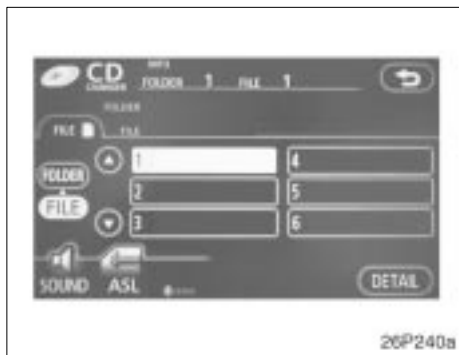 CD MP3
CHANGER FOLDER 1 FILE 1
FOLDER
FILE FILE
1 4
FOLDER 2 5
FILE
3 6
SOUND ASL DETAIL
26P240a